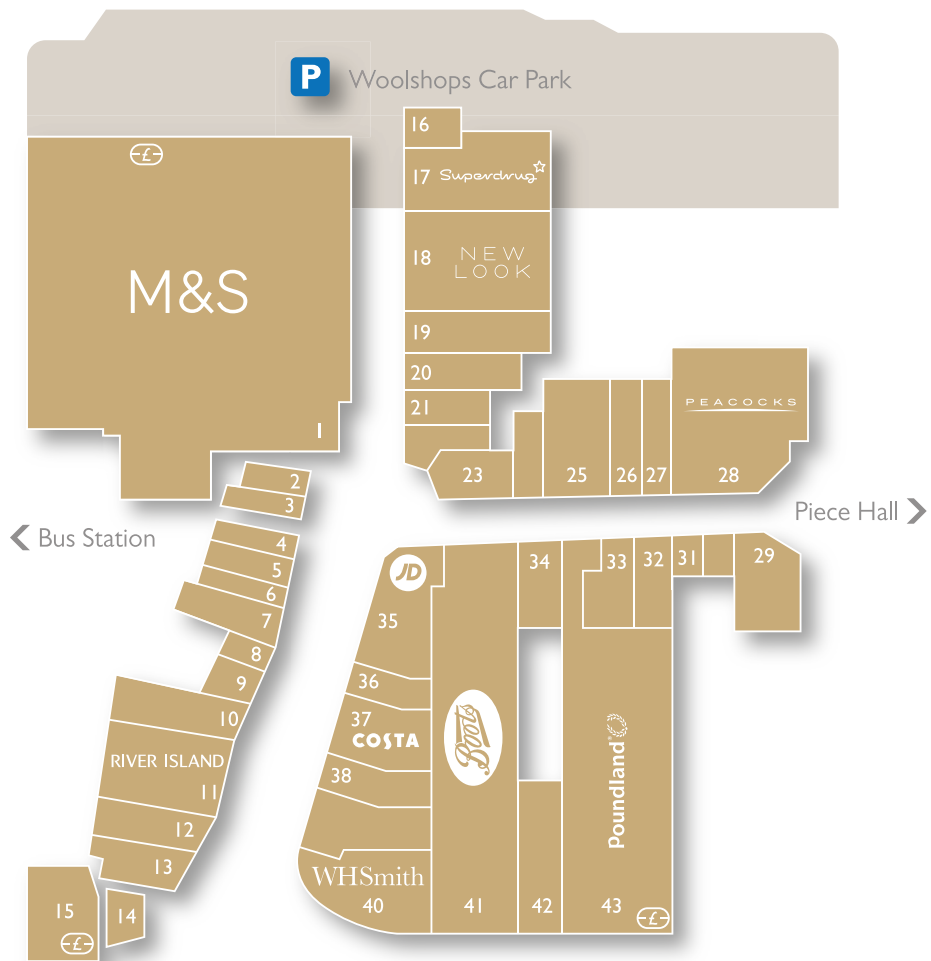 P Woolshops Car Park
16
£
17 Superdrug
18 NEW
LOOK
M&S
19
20
PEACOCKS
21
1
23
25
26
27
28
2
3
Piece Hall
Bus Station
4
34
33
32
31
29
5
JD
6
7
35
8
36
9
37
10
COSTA
Boots
RIVER ISLAND
38
Poundland
11
12
13
WHSmith
40
41
42
43
£
15
14
£